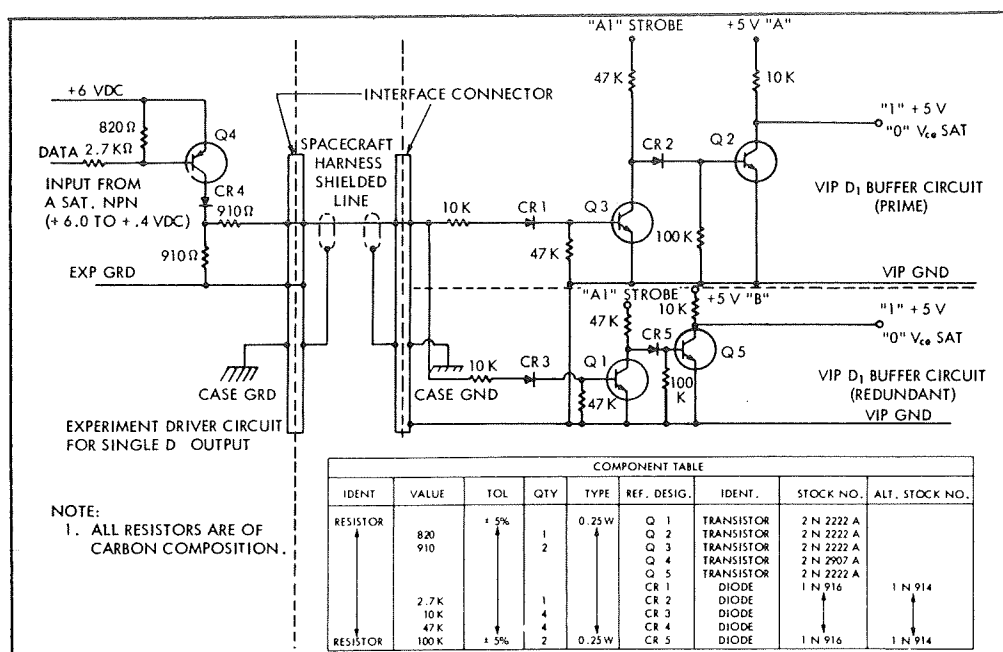 "A1" STROBE
+5 V "A"
47 K
10 K
+6 VDC
INTERFACE CONNECTOR
"1" +5 V
"0" Vce SAT
820Ω
Q4
SPACECRAFT
HARNESS
SHIELDED
LINE
CR 2
Q 2
DATA 2.7KΩ
INPUT FROM
A SAT. NPN
(+ 6.0 TO + .4 VDC)
CR 4
910Ω
10 K
CR 1
Q3
VIP D1 BUFFER CIRCUIT
(PRIME)
910Ω
47 K
100 K
EXP GRD
VIP GND
"A1" STROBE
+5 V "B"
47 K
10 K
"1" +5 V
"0" Vce SAT
CR 5
Q 5
10 K
CR 3
Q 1
CASE GRD
CASE GND
47 K
100
K
VIP D1 BUFFER CIRCUIT
(REDUNDANT)
VIP GND
EXPERIMENT DRIVER CIRCUIT
FOR SINGLE D OUTPUT
NOTE:
1. ALL RESISTORS ARE OF
CARBON COMPOSITION.
COMPONENT TABLE
IDENT VALUE TOL QTY TYPE REF. DESIG. IDENT. STOCK NO. ALT. STOCK NO.
RESISTOR ± 5% 0.25W Q 1 TRANSISTOR 2 N 2222 A
820 1 Q 2 TRANSISTOR 2 N 2222 A
910 2 Q 3 TRANSISTOR 2 N 2222 A
Q 4 TRANSISTOR 2 N 2907 A
Q 5 TRANSISTOR 2 N 2222 A
CR 1 DIODE 1 N 916 1 N 914
2.7 K 1 CR 2 DIODE
10 K 4 CR 3 DIODE
47 K 4 CR 4 DIODE
RESISTOR 100 K ± 5% 2 0.25W CR 5 DIODE 1 N 916 1 N 914